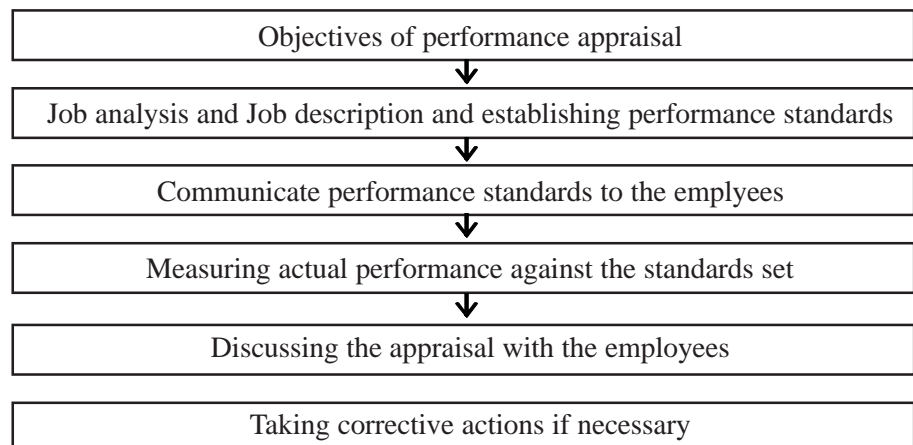 Objectives of performance appraisal
Job analysis and Job description and establishing performance standards
Communicate performance standards to the emplyees
Measuring actual performance against the standards set
Discussing the appraisal with the employees
Taking corrective actions if necessary